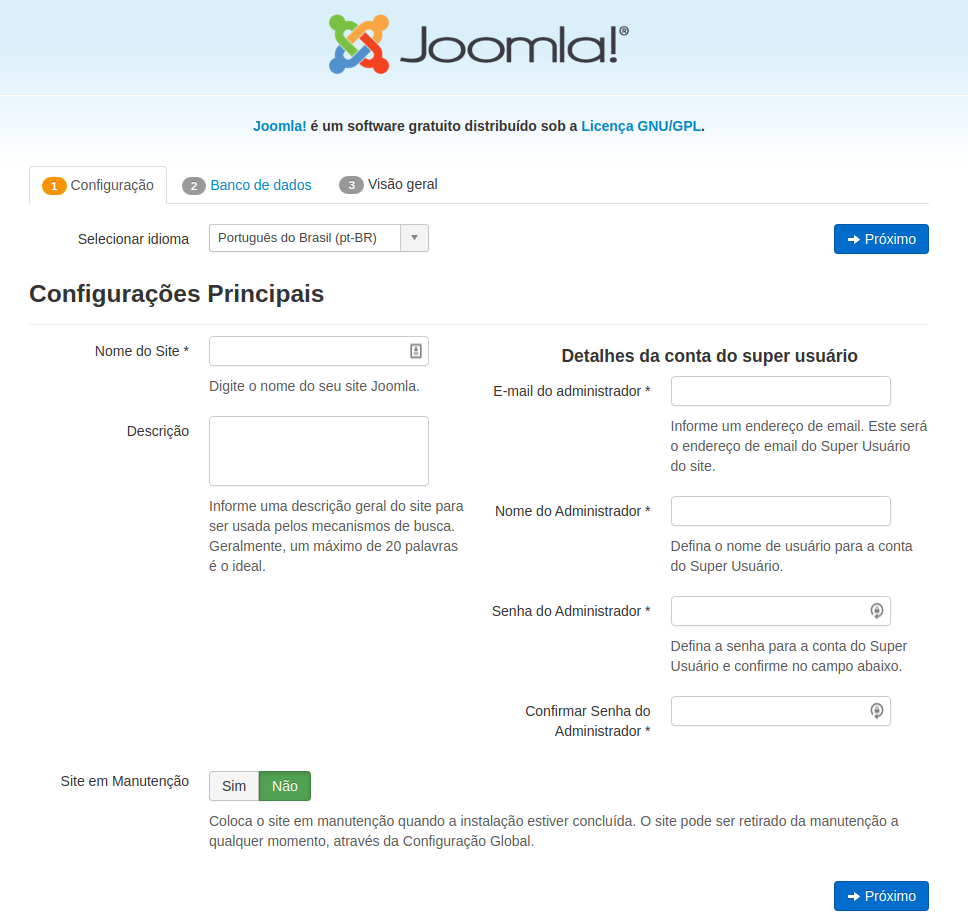 Joomla!®
Joomla! é um software gratuito distribuído sob a Licença GNU/GPL.
1 Configuração
2 Banco de dados
3 Visão geral
Selecionar idioma
Português do Brasil (pt-BR)
Próximo
Configurações Principais
Nome do Site *
Digite o nome do seu site Joomla.
Descrição
Informe uma descrição geral do site para
ser usada pelos mecanismos de busca.
Geralmente, um máximo de 20 palavras
é o ideal.
Detalhes da conta do super usuário
E-mail do administrador *
Informe um endereço de email. Este será
o endereço de email do Super Usuário
do site.
Nome do Administrador *
Defina o nome de usuário para a conta
do Super Usuário.
Senha do Administrador *
Defina a senha para a conta do Super
Usuário e confirme no campo abaixo.
Confirmar Senha do
Administrador *
Site em Manutenção
Sim
Não
Coloca o site em manutenção quando a instalação estiver concluída. O site pode ser retirado da manutenção a
qualquer momento, através da Configuração Global.
Próximo